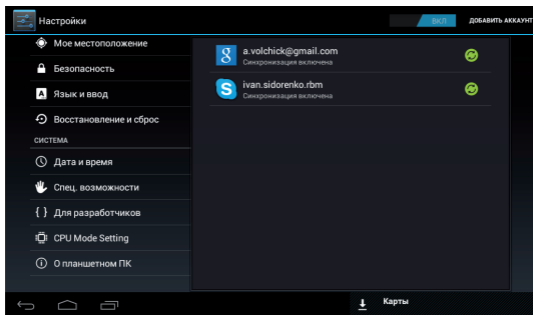 Настройки
ВКЛ
ДОБАВИТЬ АККАУНТ
Мое местоположение
Безопасность
Язык и ввод
Восстановление и сброс
СИСТЕМА
Дата и время
Спец. возможности
Для разработчиков
CPU Mode Setting
О планшетном ПК
a.volchick@gmail.com
Синхронизация включена
ivan.sidorenko.rbm
Синхронизация включена
Карты